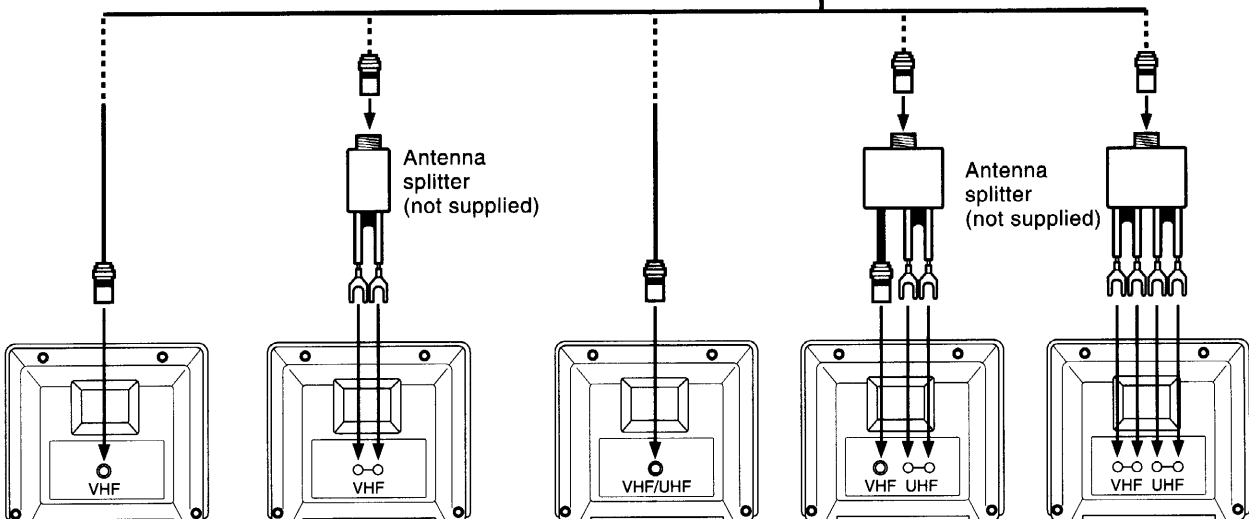 Antenna
splitter
(not supplied)
Antenna
splitter
(not supplied)
VHF
VHF
VHF/UHF
VHF UHF
VHF UHF